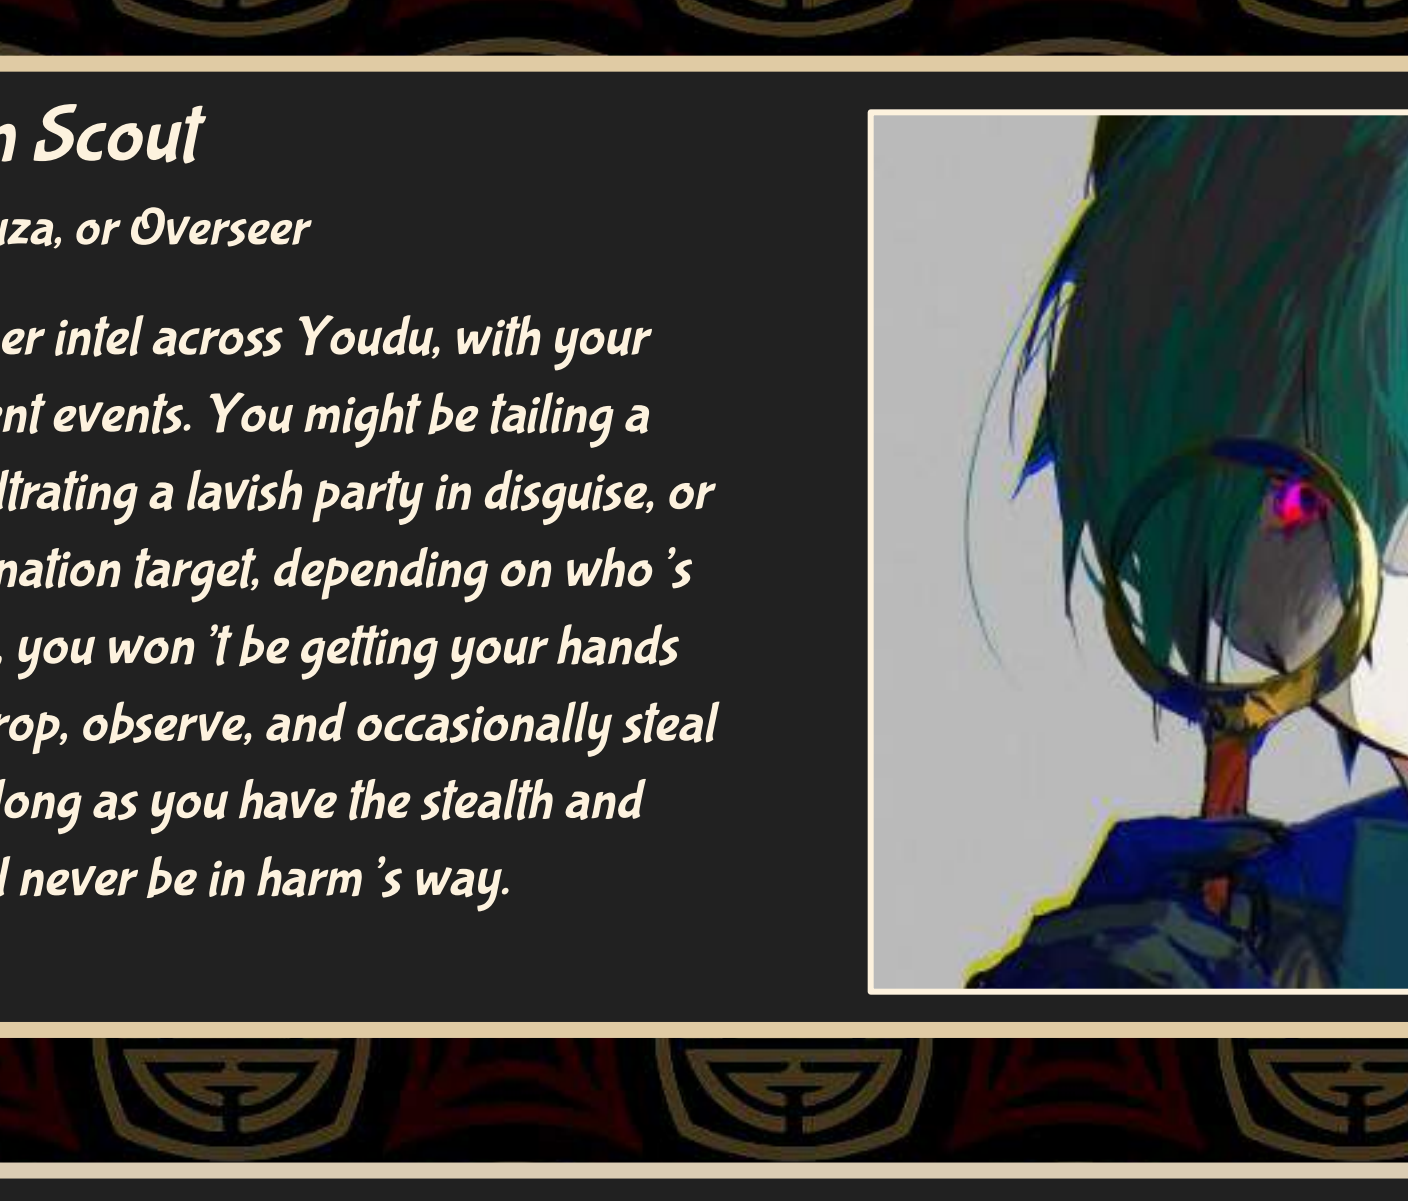 n Scout
uza, or Overseer
er intel across Youdu, with your
ent events. You might be tailing a
ltrating a lavish party in disguise, or
nation target, depending on who 's
, you won 't be getting your hands
rop, observe, and occasionally steal
long as you have the stealth and
l never be in harm 's way.